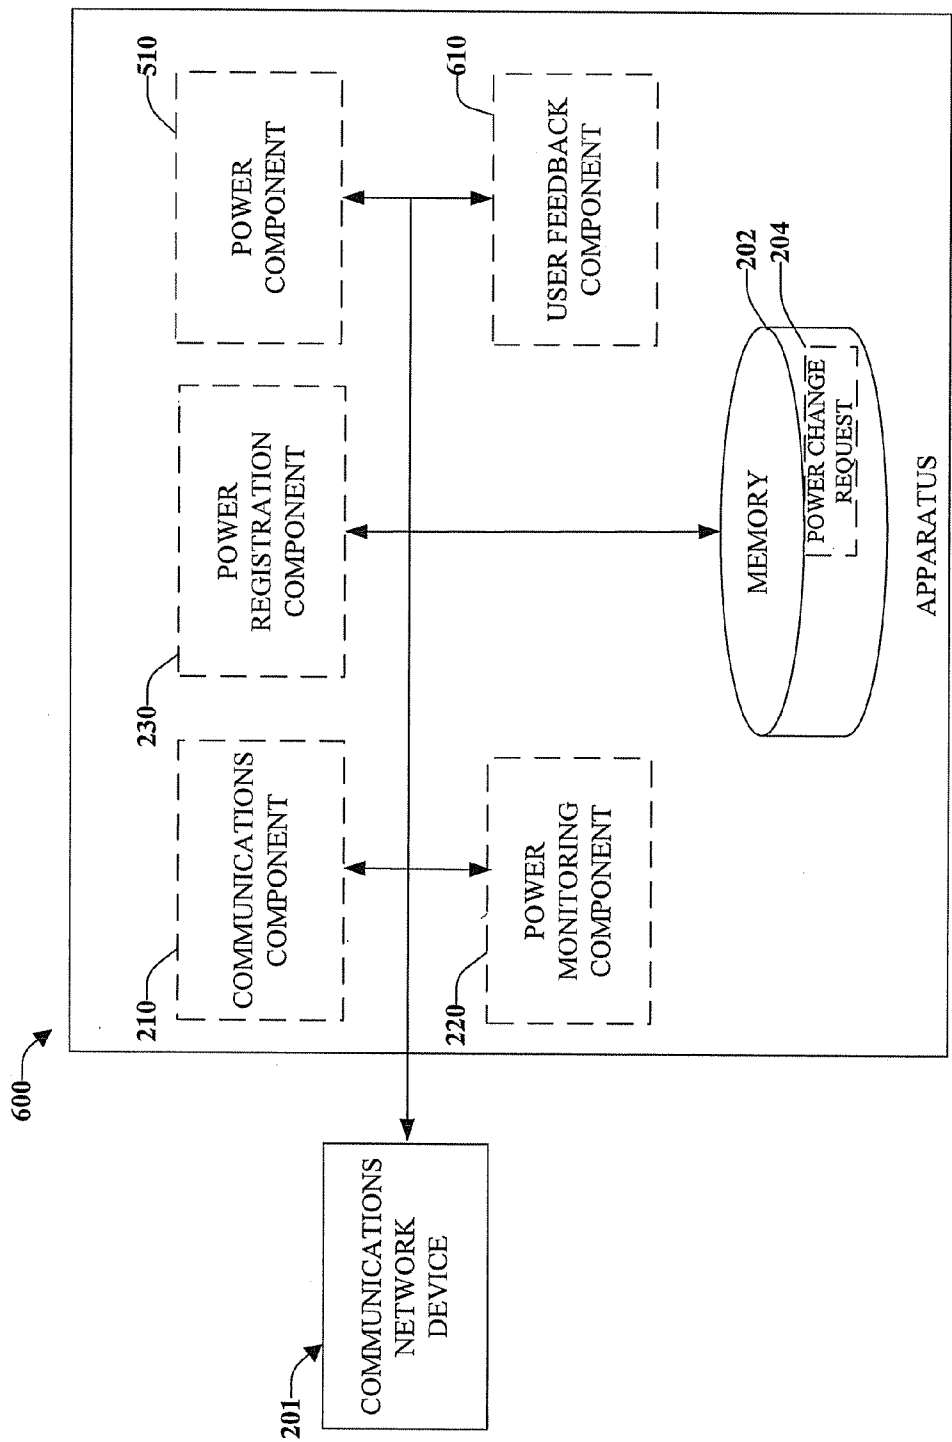 600
201
COMMUNICATIONS
NETWORK
DEVICE
210
COMMUNICATIONS
COMPONENT
230
POWER
REGISTRATION
COMPONENT
510
POWER
COMPONENT
220
POWER
MONITORING
COMPONENT
610
USER FEEDBACK
COMPONENT
MEMORY
202
204
POWER CHANGE
REQUEST
APPARATUS